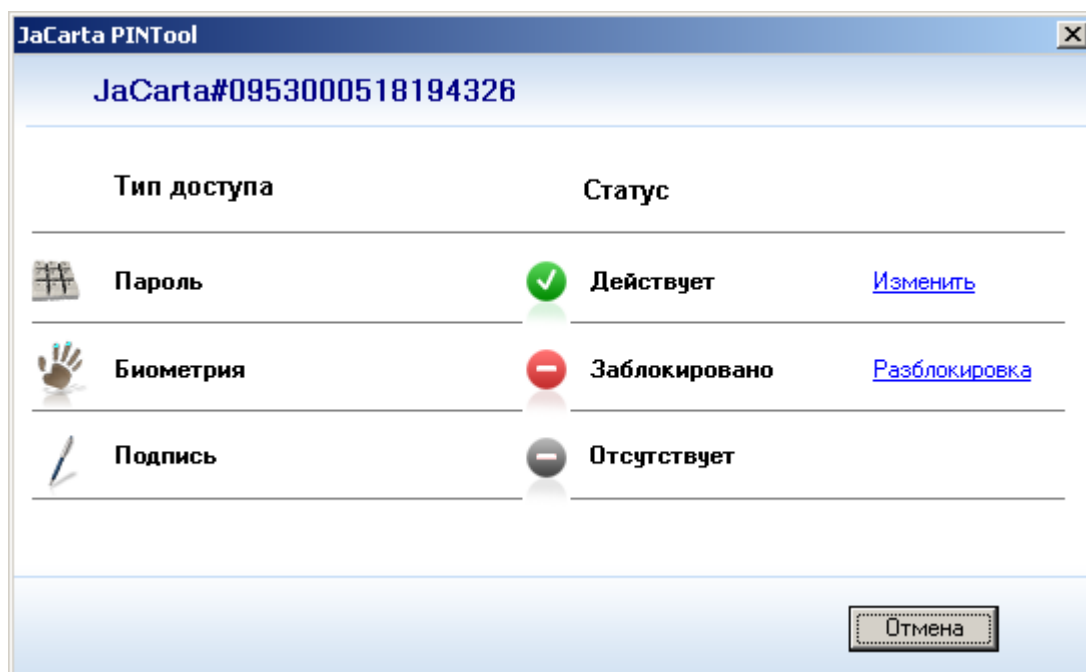 JaCarta PINTool
JaCarta#0953000518194326
Тип доступа Статус
Пароль Действует Изменить
Биометрия Заблокировано Разблокировка
Подпись Отсутствует
Отмена